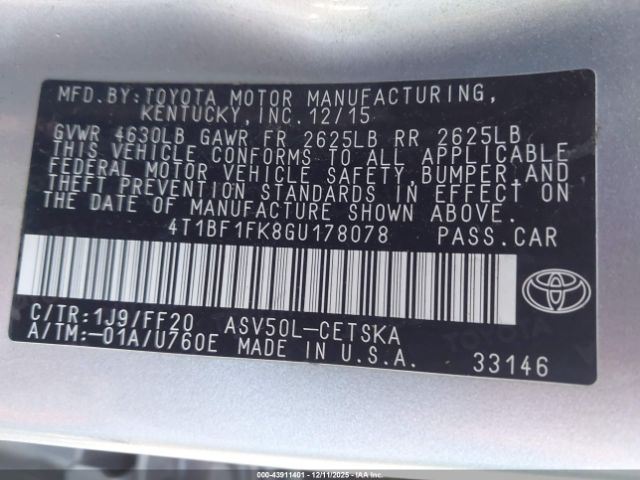 MFD.BY:TOYOTA MOTOR MANUFACTURING,
KENTUCKY,INC.12/15
GVWR 4630LB GAWR FR 2625LB RR 2625LB
THIS VEHICLE CONFORMS TO ALL APPLICABLE
FEDERAL MOTOR VEHICLE SAFETY,BUMPER,AND
THEFT PREVENTION STANDARDS IN EFFECT ON
THE DATE OF MANUFACTURE SHOWN ABOVE.
4T1BF1FK8GU178078 PASS.CAR
C/TR:1J9/FF20 ASV50L-CETSKA
A/TM:-01A/U760E MADE IN U.S.A. 33146
000-43911401 - 12/11/2025 - COPART.COM